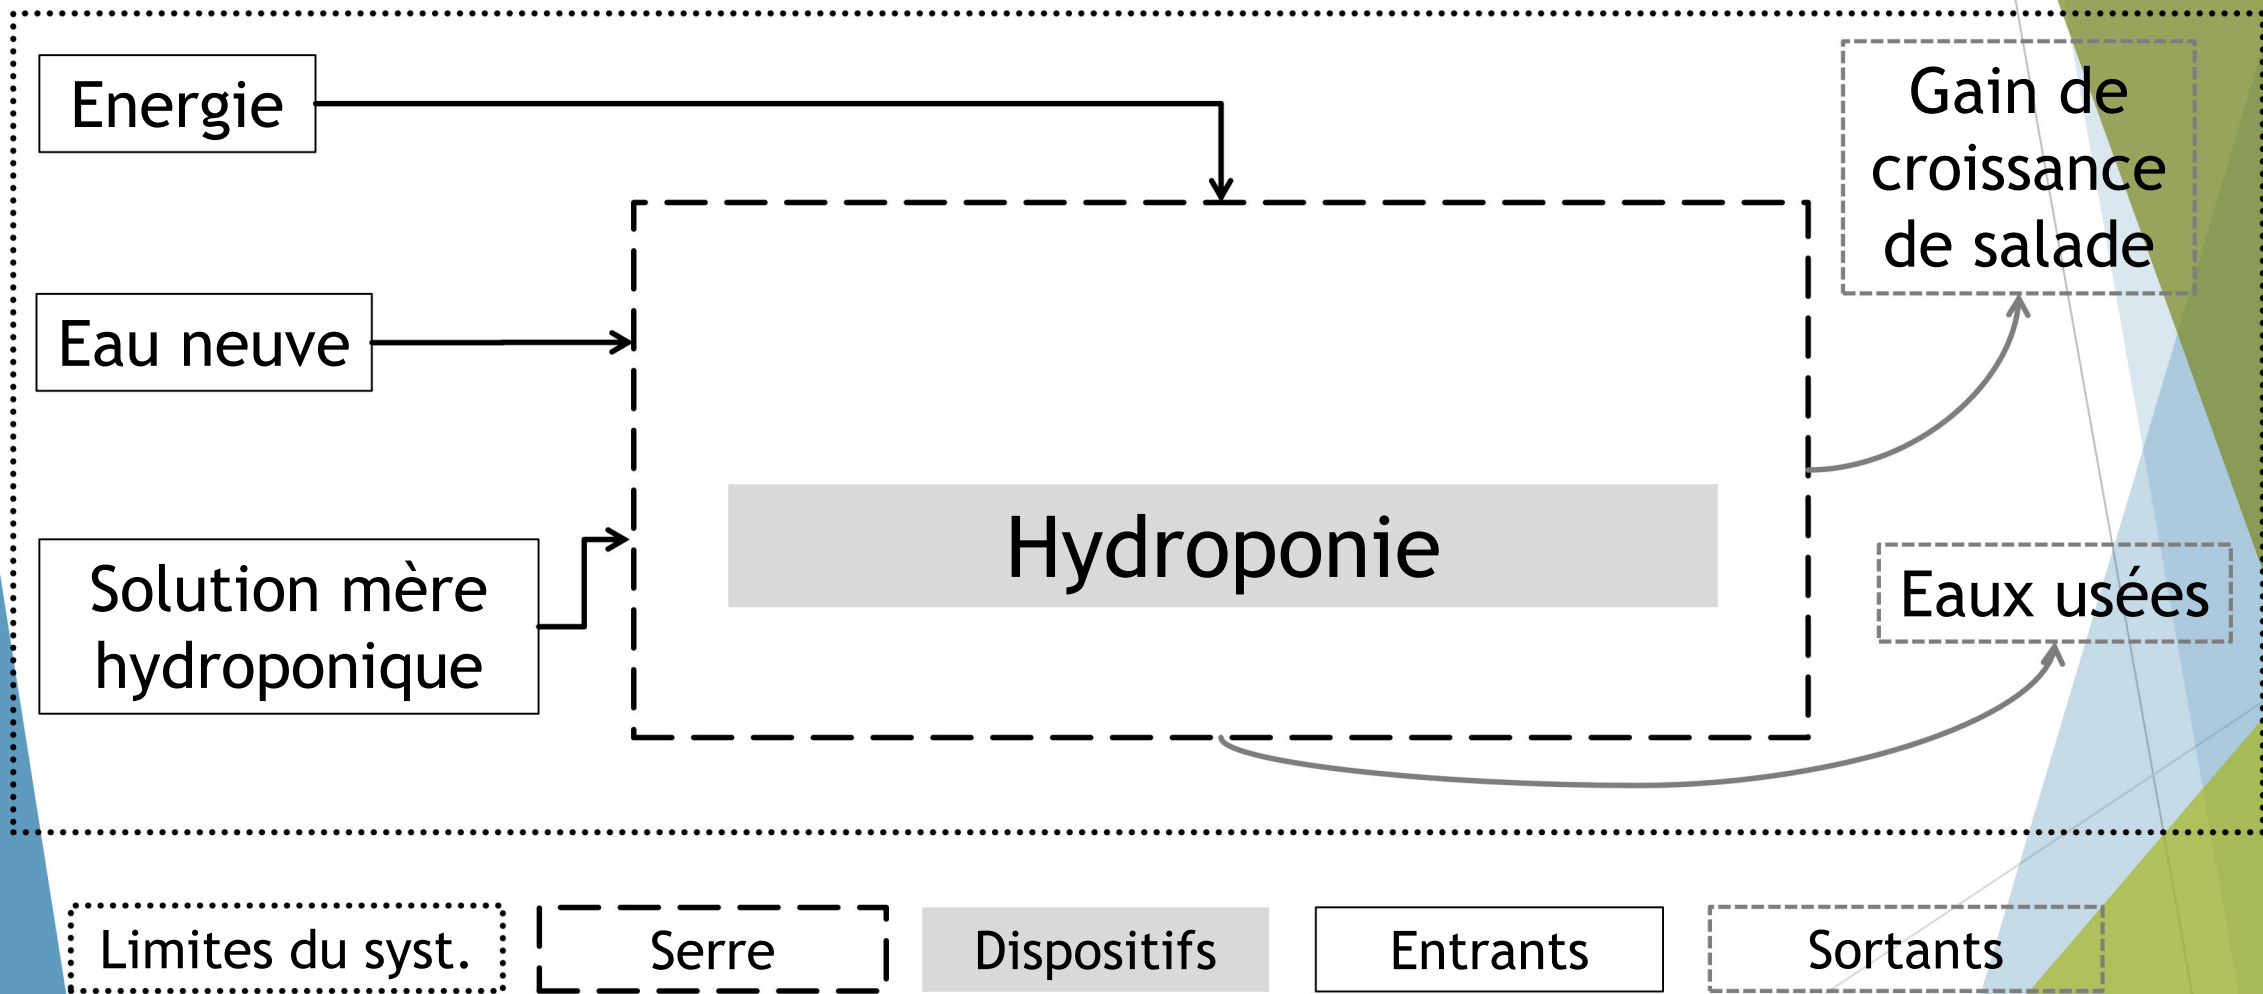 Energie
Gain de
croissance
de salade
Eau neuve
Hydroponie
Solution mère
hydroponique
Eaux usées
Limites du syst.
Serre
Dispositifs
Entrants
Sortants